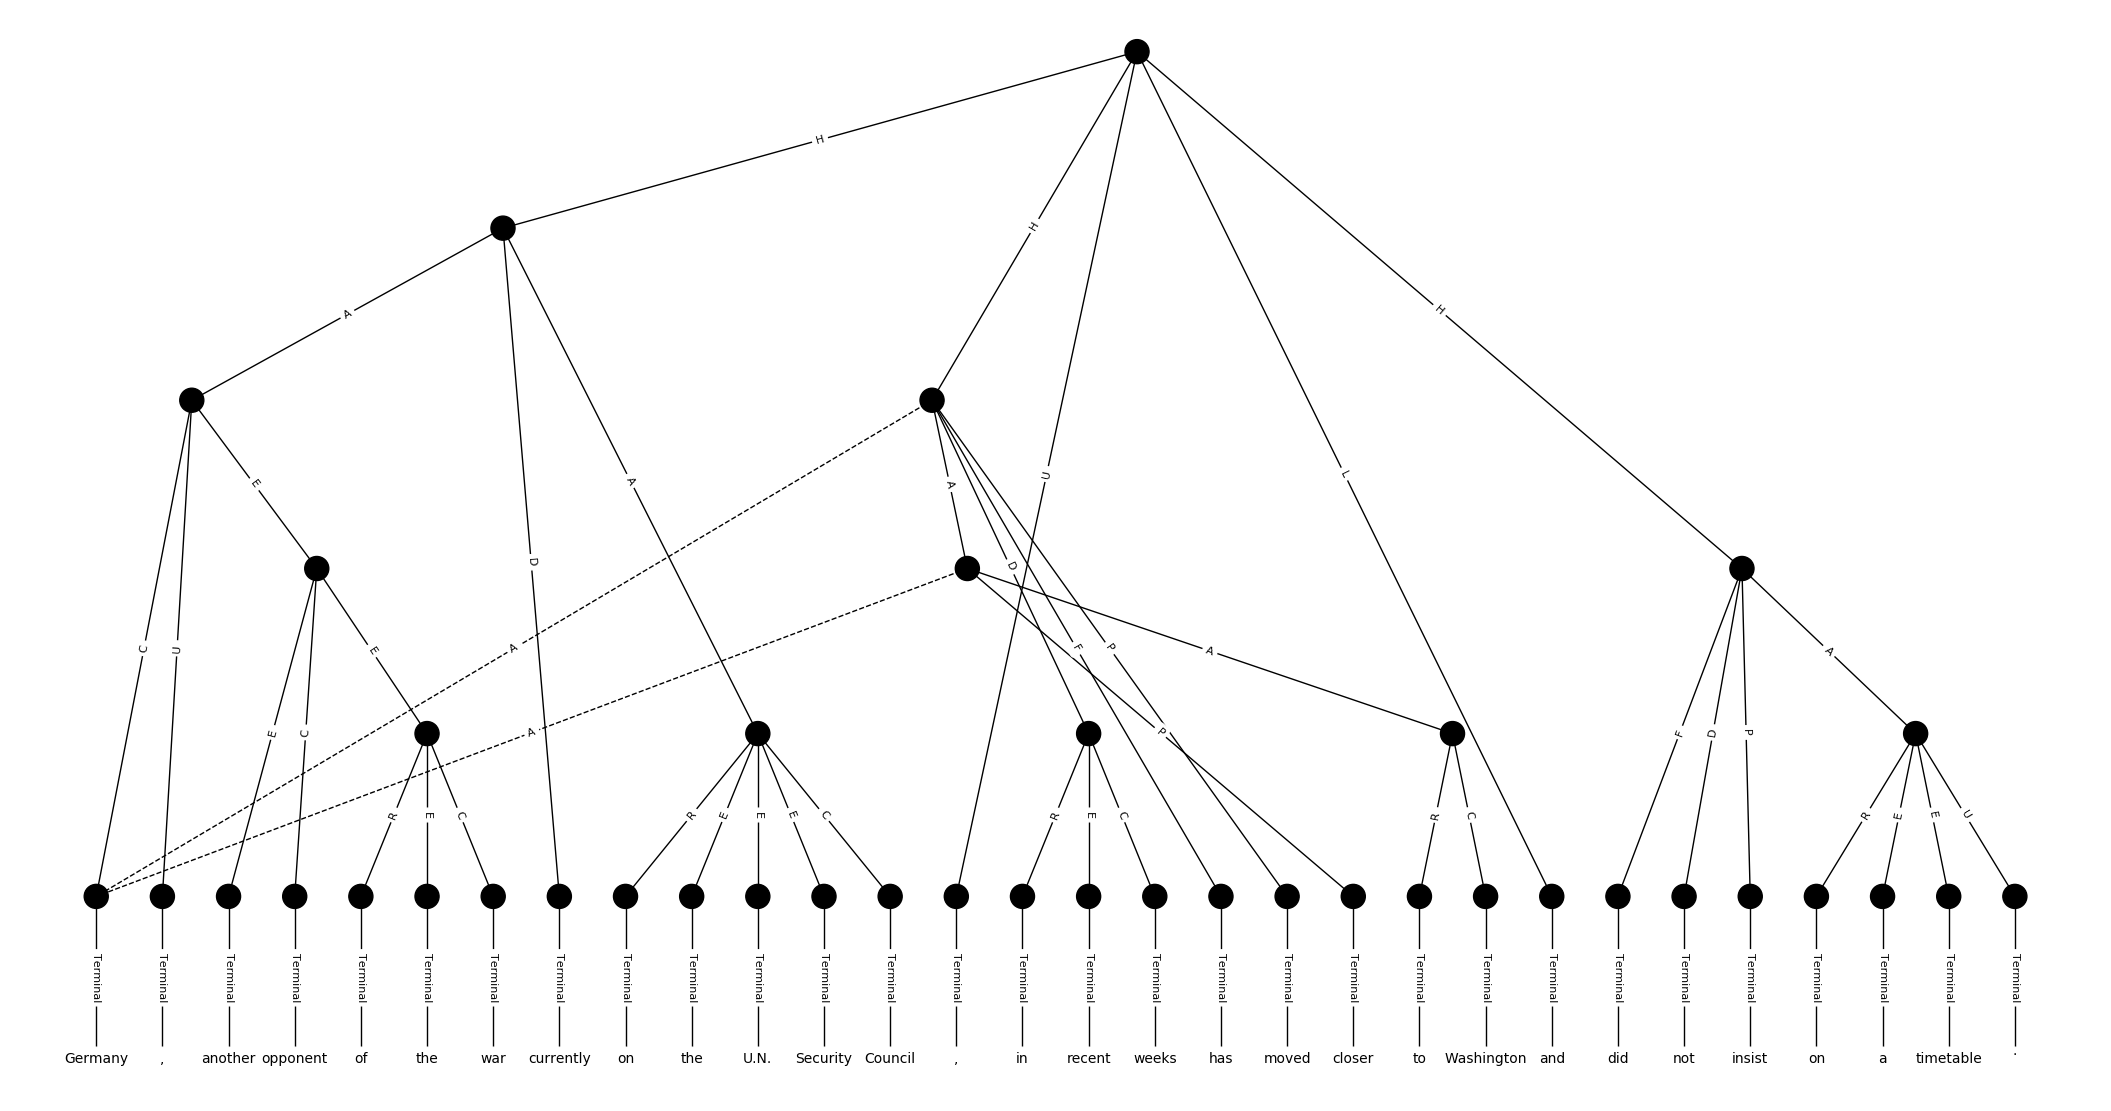 H
H
A
H
A
E
A
A
U
L
D
D
C
U
A
E
A
F
P
A
A
E
C
A
P
F
D
P
R
E
C
R
E
E
E
C
R
E
C
R
C
R
E
E
U
Terminal Terminal Terminal Terminal Terminal Terminal Terminal Terminal Terminal Terminal Terminal Terminal Terminal Terminal Terminal Terminal Terminal Terminal Terminal Terminal Terminal Terminal Terminal Terminal Terminal Terminal Terminal Terminal Terminal Terminal
Germany , another opponent of the war currently on the U.N. Security Council , in recent weeks has moved closer to Washington and did not insist on a timetable .